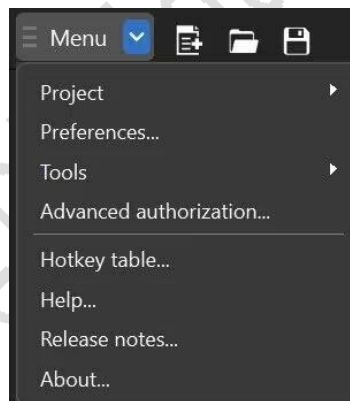 Menu
Project
Preferences...
Tools
Advanced authorization...
Hotkey table...
Help...
Release notes...
About...